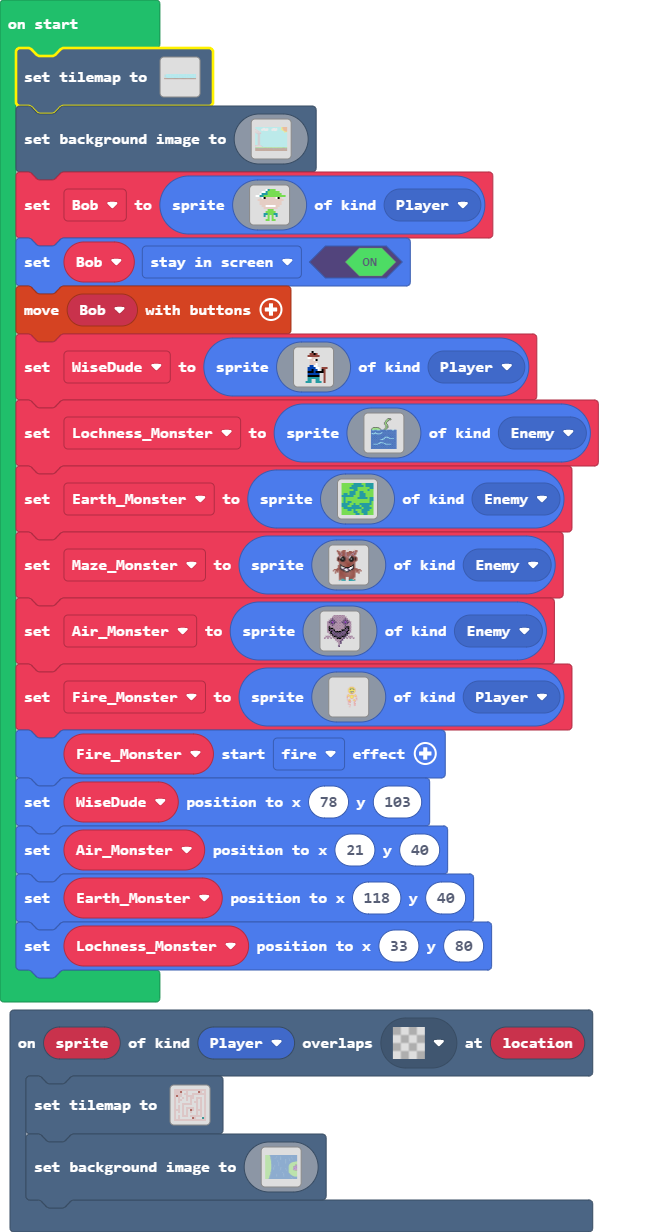 on start
set tilemap to
set background image to
set Bob to sprite of kind Player
set Bob stay in screen ON
move Bob with buttons
set WiseDude to sprite of kind Player
set Lochness_Monster to sprite of kind Enemy
set Earth_Monster to sprite of kind Enemy
set Maze_Monster to sprite of kind Enemy
set Air_Monster to sprite of kind Enemy
set Fire_Monster to sprite of kind Player
Fire_Monster start fire effect
set WiseDude position to x 78 y 103
set Air_Monster position to x 21 y 40
set Earth_Monster position to x 118 y 40
set Lochness_Monster position to x 33 y 80
on sprite of kind Player overlaps at location
set tilemap to
set background image to